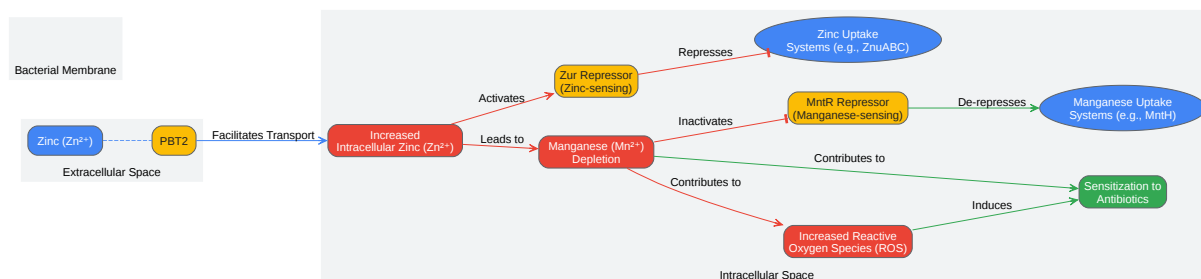 Bacterial Membrane
Zinc (Zn²⁺)
PBT2
Extracellular Space
Facilitates Transport
Increased
Intracellular Zinc (Zn²⁺)
Activates
Leads to
Zur Repressor
(Zinc-sensing)
Represses
Zinc Uptake
Systems (e.g., ZnuABC)
Manganese (Mn²⁺)
Depletion
Inactivates
MntR Repressor
(Manganese-sensing)
De-represses
Manganese Uptake
Systems (e.g., MntH)
Contributes to
Contributes to
Increased Reactive
Oxygen Species (ROS)
Induces
Sensitization to
Antibiotics
Intracellular Space